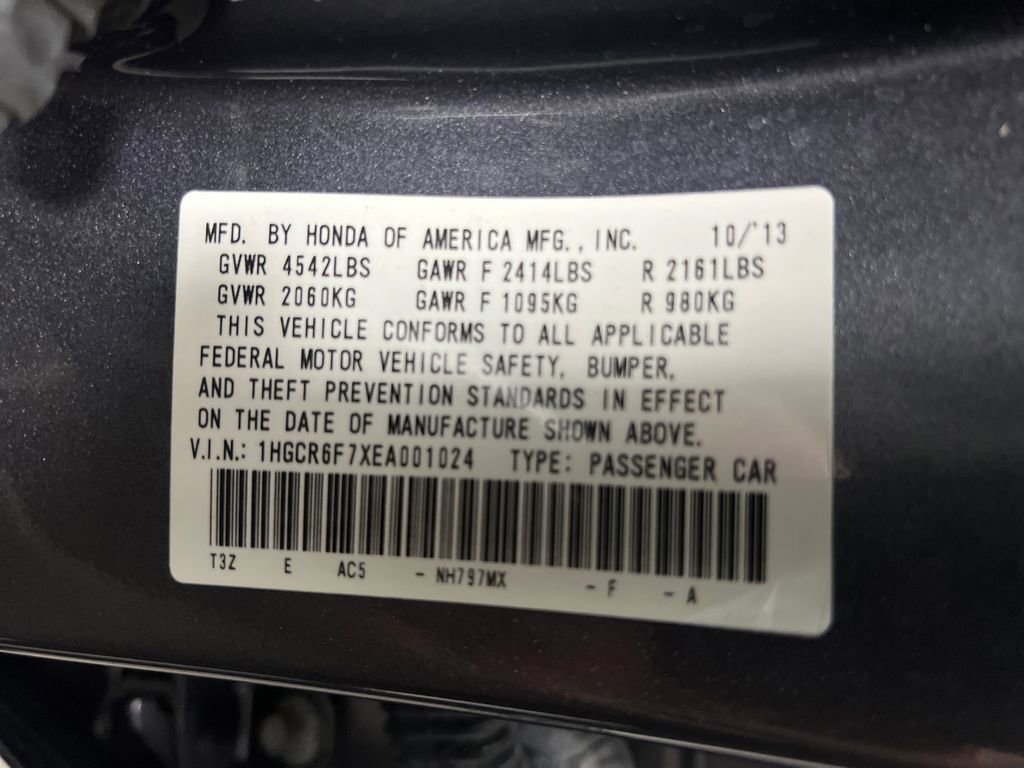 MFD. BY HONDA OF AMERICA MFG., INC. 10/'13
GVWR 4542LBS GAWR F 2414LBS R 2161LBS
GVWR 2060KG GAWR F 1095KG R 980KG
THIS VEHICLE CONFORMS TO ALL APPLICABLE
FEDERAL MOTOR VEHICLE SAFETY, BUMPER,
AND THEFT PREVENTION STANDARDS IN EFFECT
ON THE DATE OF MANUFACTURE SHOWN ABOVE.
V.I.N.: 1HGCR6F7XEA001024 TYPE: PASSENGER CAR
T3Z E AC5 - NH797MX - F - A